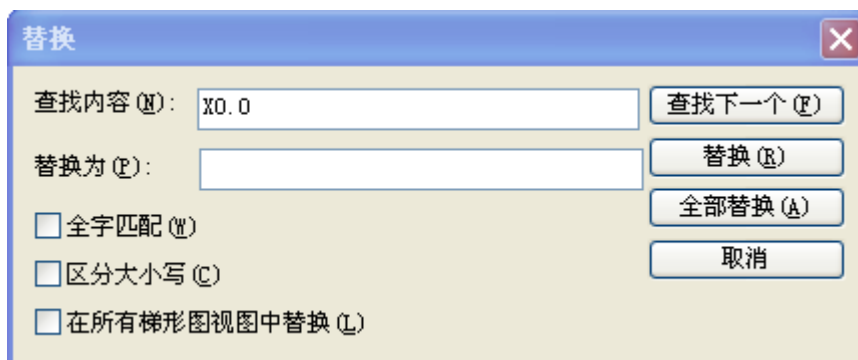 替换
查找内容(N): X0.0 查找下一个(F)
替换为(P): 替换(R)
全部替换(A)
全字匹配(W)
取消
区分大小写(C)
在所有梯形图视图中替换(L)